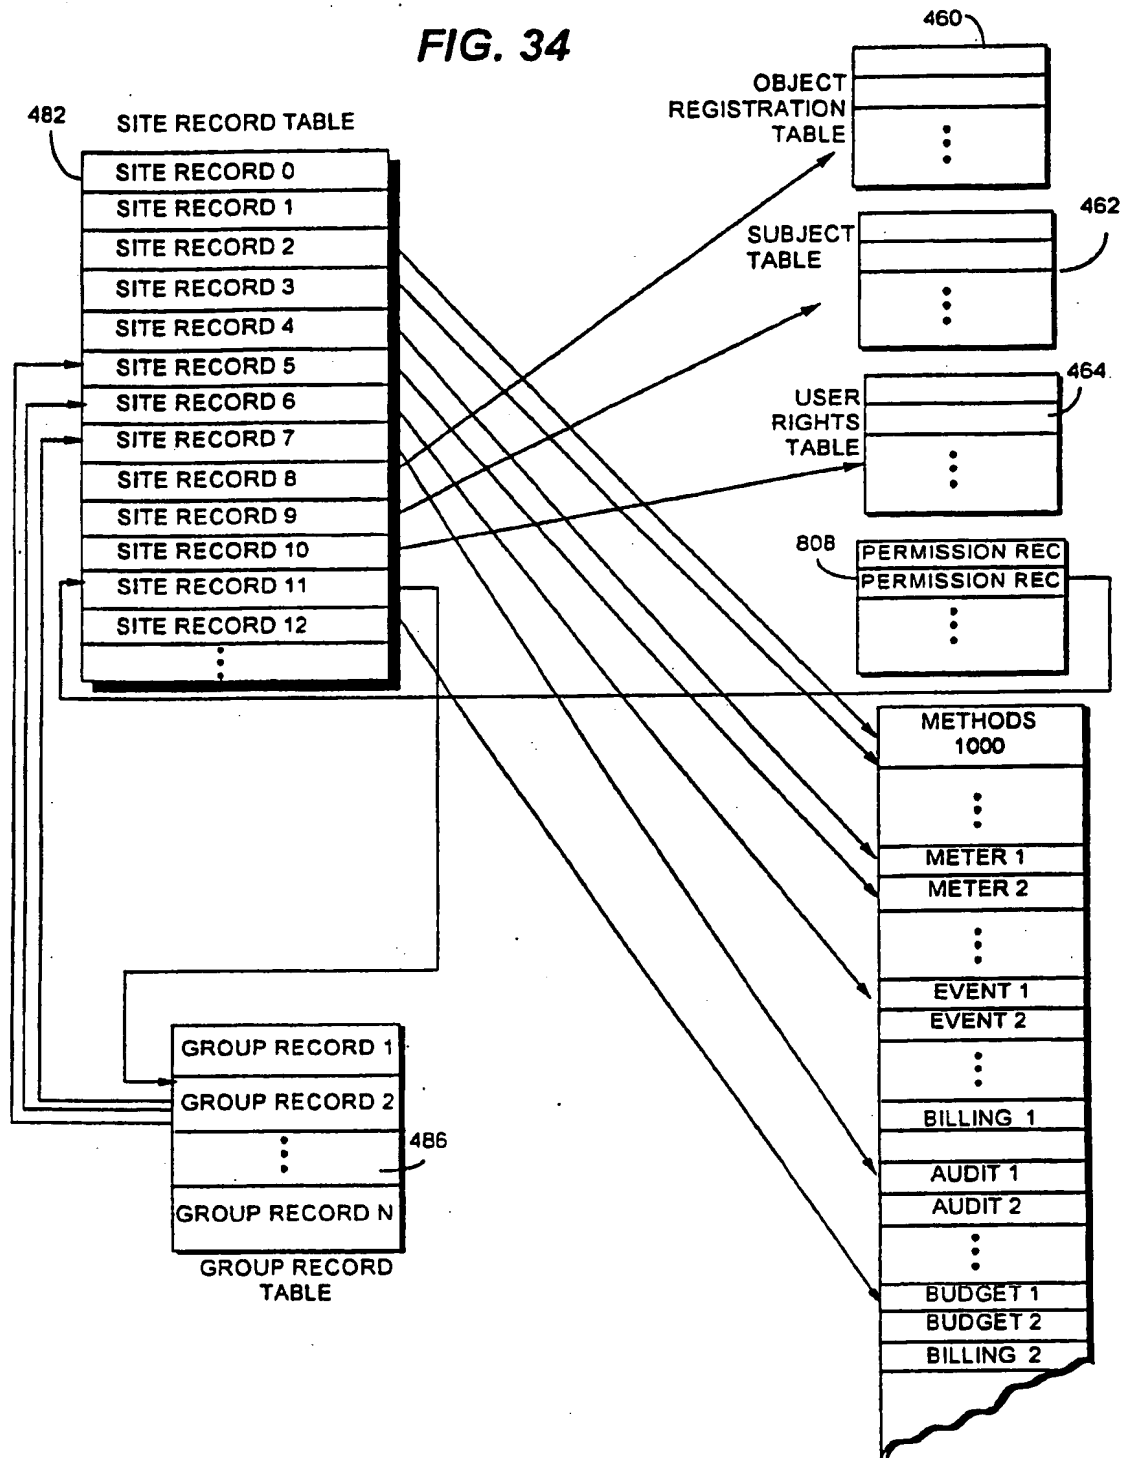 FIG. 34
460
OBJECT
REGISTRATION
TABLE
482
SITE RECORD TABLE
SITE RECORD 0
SITE RECORD 1
SITE RECORD 2
SITE RECORD 3
SITE RECORD 4
SITE RECORD 5
SITE RECORD 6
SITE RECORD 7
SITE RECORD 8
SITE RECORD 9
SITE RECORD 10
SITE RECORD 11
SITE RECORD 12
462
SUBJECT
TABLE
464
USER
RIGHTS
TABLE
808
PERMISSION REC
PERMISSION REC
METHODS
1000
METER 1
METER 2
EVENT 1
EVENT 2
BILLING 1
AUDIT 1
AUDIT 2
BUDGET 1
BUDGET 2
BILLING 2
GROUP RECORD 1
GROUP RECORD 2
486
GROUP RECORD N
GROUP RECORD
TABLE